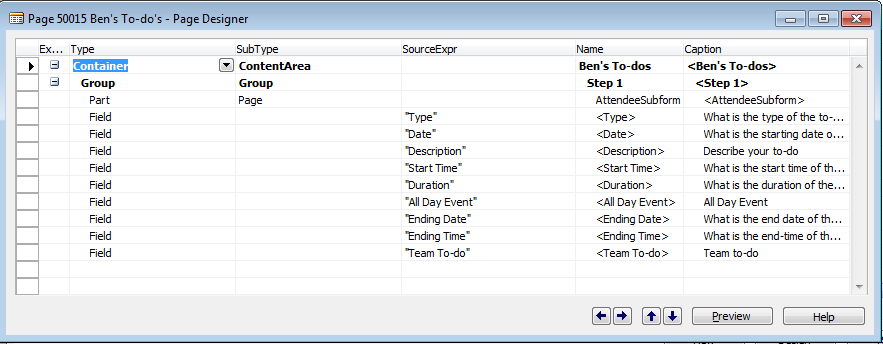 Page 50015 Ben's To-do's - Page Designer
Ex... Type SubType SourceExpr Name Caption
Container ContentArea Ben's To-dos <Ben's To-dos>
Group Group Step 1 <Step 1>
Part Page AttendeeSubform <AttendeeSubform>
Field "Type" <Type> What is the type of the to-...
Field "Date" <Date> What is the starting date o...
Field "Description" <Description> Describe your to-do
Field "Start Time" <Start Time> What is the start time of th...
Field "Duration" <Duration> What is the duration of the...
Field "All Day Event" <All Day Event> All Day Event
Field "Ending Date" <Ending Date> What is the end date of th...
Field "Ending Time" <Ending Time> What is the end-time of th...
Field "Team To-do" <Team To-do> Team to-do
Preview Help